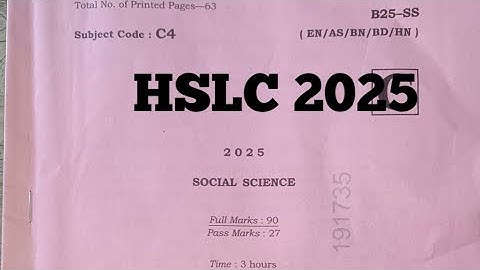 Total No. of Printed Pages—63
B25–SS
Subject Code : C4
( EN/AS/BN/BD/HN )
HSLC 2025
2025
SOCIAL SCIENCE
191735
Full Marks : 90
Pass Marks : 27
Time : 3 hours